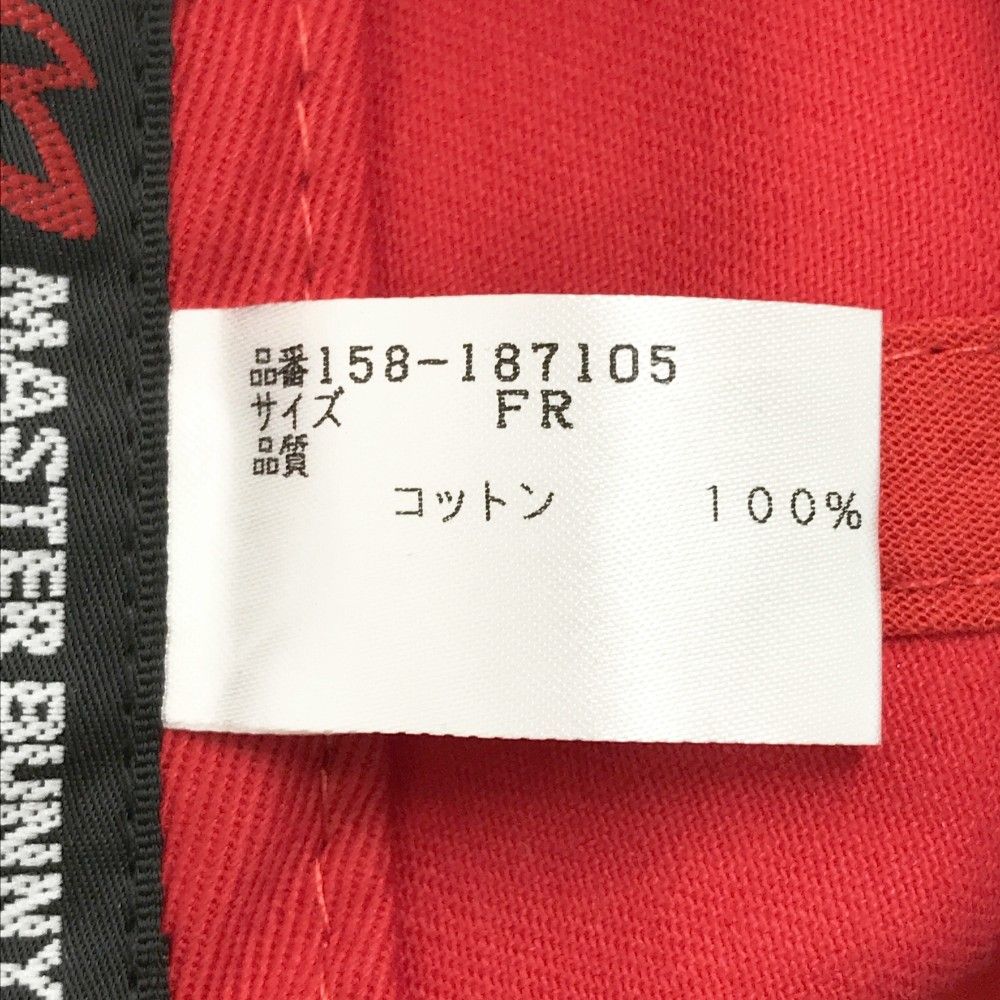 MASTER BUNNY
品番158-187105
サイズ FR
品質
コットン 100%